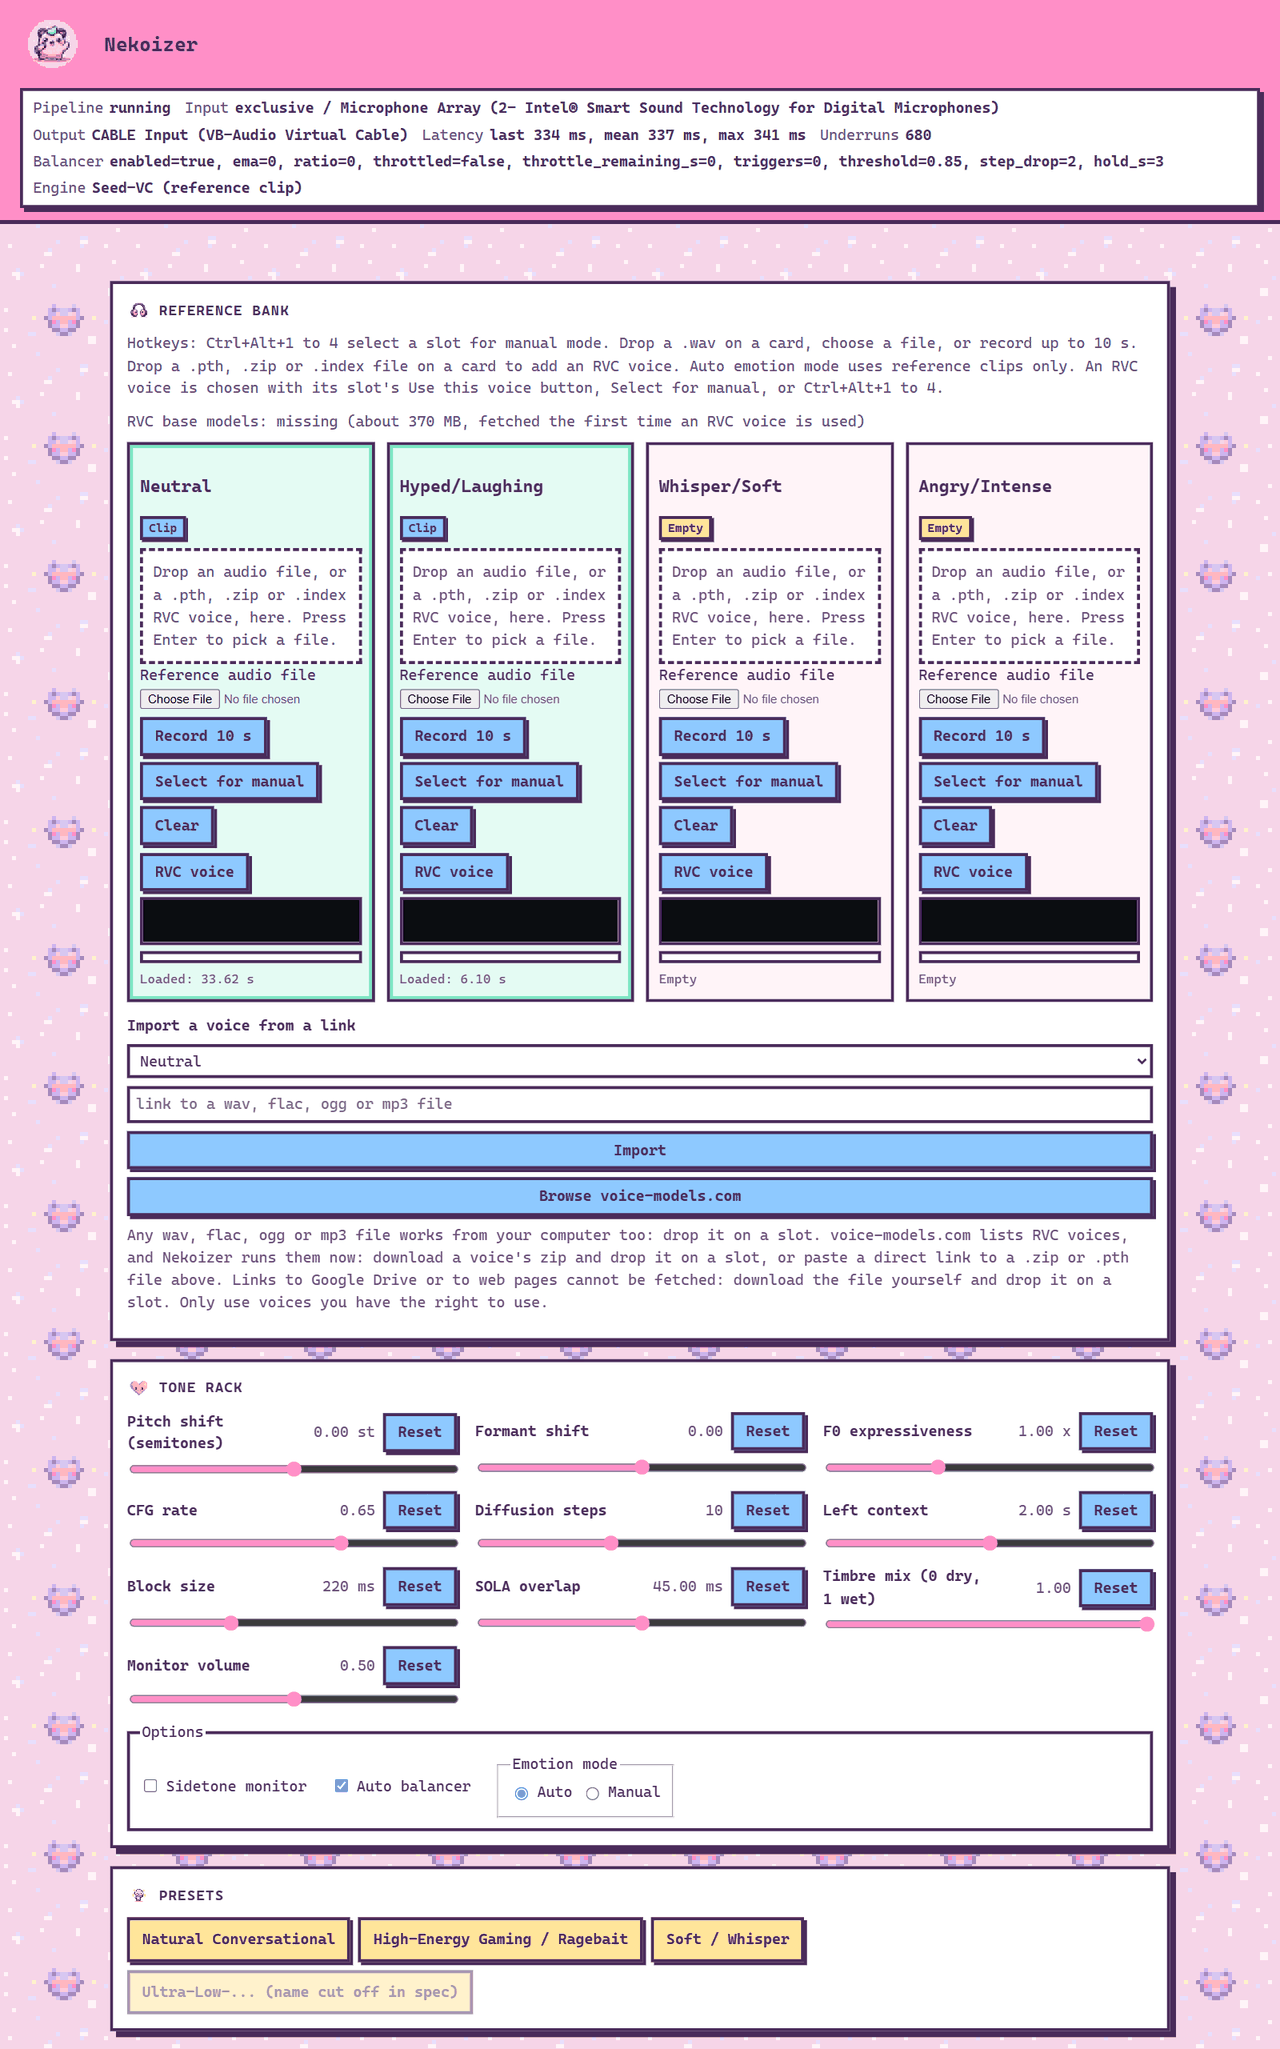 Nekoizer
Pipeline running Input exclusive / Microphone Array (2- Intel® Smart Sound Technology for Digital Microphones)
Output CABLE Input (VB-Audio Virtual Cable) Latency last 334 ms, mean 337 ms, max 341 ms Underruns 680
Balancer enabled=true, ema=0, ratio=0, throttled=false, throttle_remaining_s=0, triggers=0, threshold=0.85, step_drop=2, hold_s=3
Engine Seed-VC (reference clip)
REFERENCE BANK
Hotkeys: Ctrl+Alt+1 to 4 select a slot for manual mode. Drop a .wav on a card, choose a file, or record up to 10 s.
Drop a .pth, .zip or .index file on a card to add an RVC voice. Auto emotion mode uses reference clips only. An RVC
voice is chosen with its slot's Use this voice button, Select for manual, or Ctrl+Alt+1 to 4.
RVC base models: missing (about 370 MB, fetched the first time an RVC voice is used)
Neutral
Clip
Drop an audio file, or
a .pth, .zip or .index
RVC voice, here. Press
Enter to pick a file.
Reference audio file
Choose File No file chosen
Record 10 s
Select for manual
Clear
RVC voice
Loaded: 33.62 s
Hyped/Laughing
Clip
Drop an audio file, or
a .pth, .zip or .index
RVC voice, here. Press
Enter to pick a file.
Reference audio file
Choose File No file chosen
Record 10 s
Select for manual
Clear
RVC voice
Loaded: 6.10 s
Whisper/Soft
Empty
Drop an audio file, or
a .pth, .zip or .index
RVC voice, here. Press
Enter to pick a file.
Reference audio file
Choose File No file chosen
Record 10 s
Select for manual
Clear
RVC voice
Empty
Angry/Intense
Empty
Drop an audio file, or
a .pth, .zip or .index
RVC voice, here. Press
Enter to pick a file.
Reference audio file
Choose File No file chosen
Record 10 s
Select for manual
Clear
RVC voice
Empty
Import a voice from a link
Neutral
link to a wav, flac, ogg or mp3 file
Import
Browse voice-models.com
Any wav, flac, ogg or mp3 file works from your computer too: drop it on a slot. voice-models.com lists RVC voices,
and Nekoizer runs them now: download a voice's zip and drop it on a slot, or paste a direct link to a .zip or .pth
file above. Links to Google Drive or to web pages cannot be fetched: download the file yourself and drop it on a
slot. Only use voices you have the right to use.
TONE RACK
Pitch shift
(semitones) 0.00 st Reset
Formant shift 0.00 Reset
F0 expressiveness 1.00 x Reset
CFG rate 0.65 Reset
Diffusion steps 10 Reset
Left context 2.00 s Reset
Block size 220 ms Reset
SOLA overlap 45.00 ms Reset
Timbre mix (0 dry,
1 wet) 1.00 Reset
Monitor volume 0.50 Reset
Options
Sidetone monitor
Auto balancer
Emotion mode
Auto Manual
PRESETS
Natural Conversational
High-Energy Gaming / Ragebait
Soft / Whisper
Ultra-Low-... (name cut off in spec)